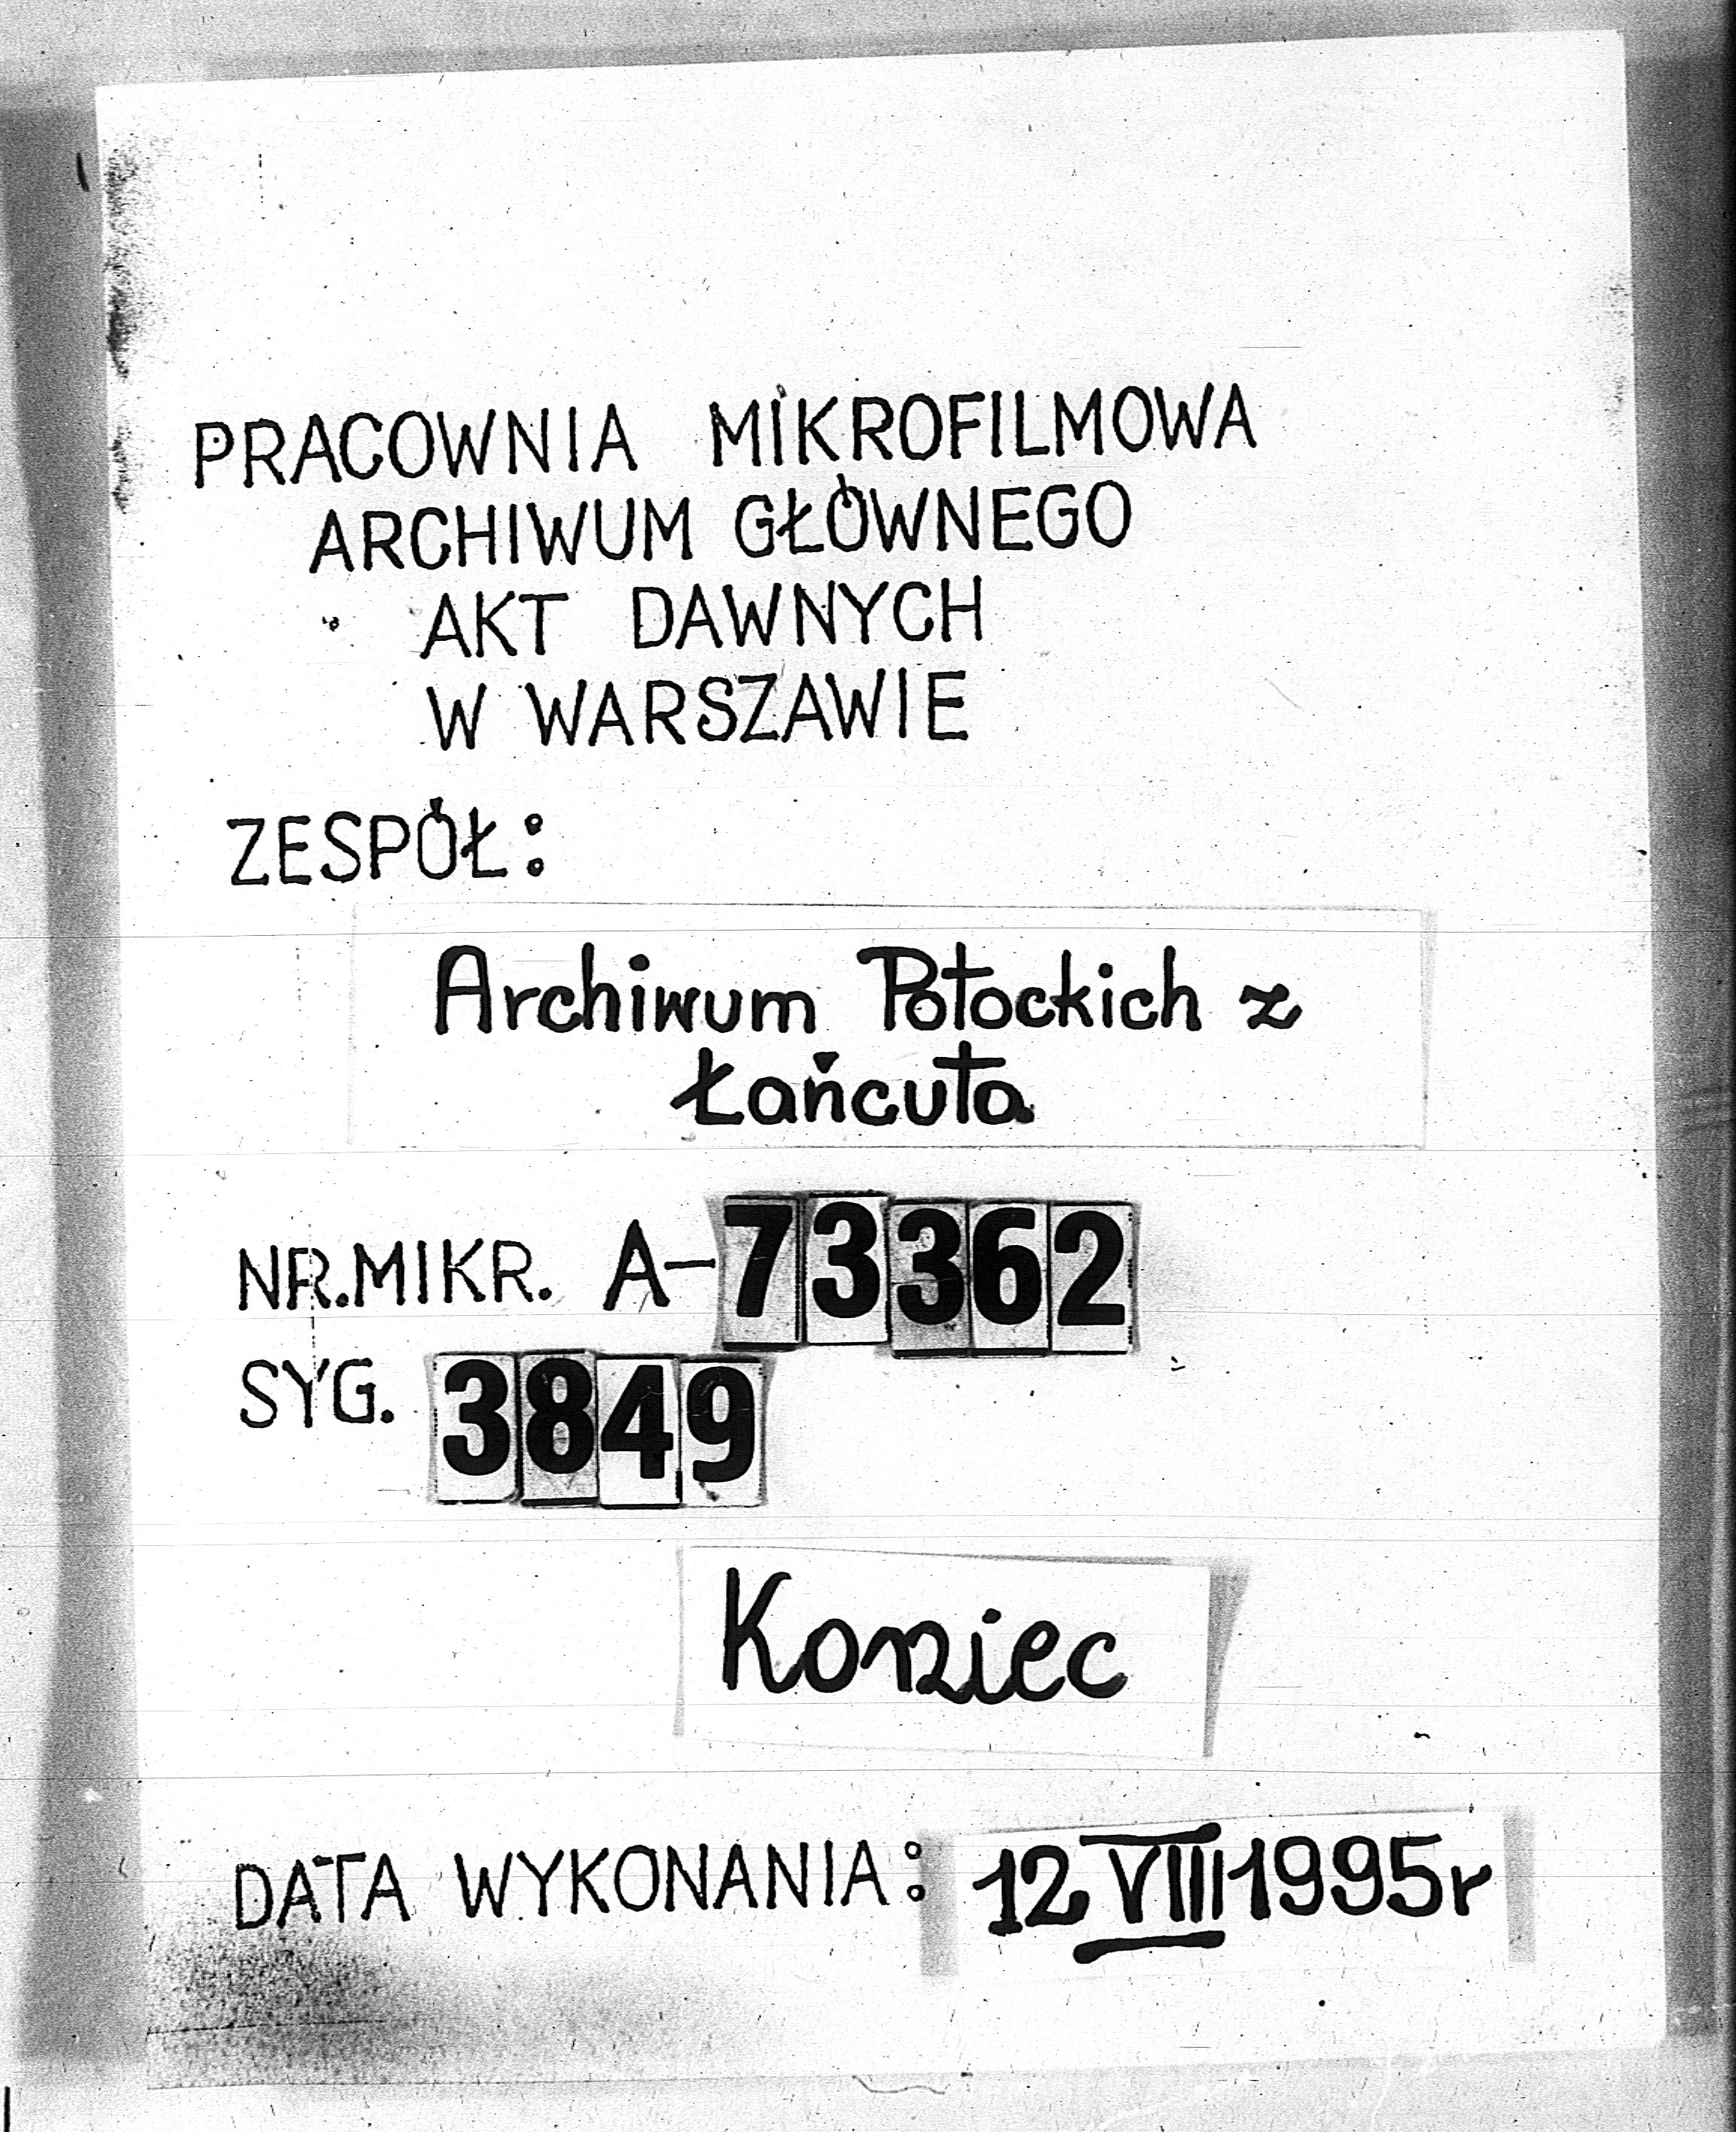 PRACOWNIA MIKROFILMOWA
ARCHIWUM GŁÓWNEGO
AKT DAWNYCH
W WARSZAWIE
ZESPÓŁ:
Archiwum Potockich z
Łańcuta
NR.MIKR. A-73362
SYG. 3849
Koniec
DATA WYKONANIA: 12 VIII 1995r